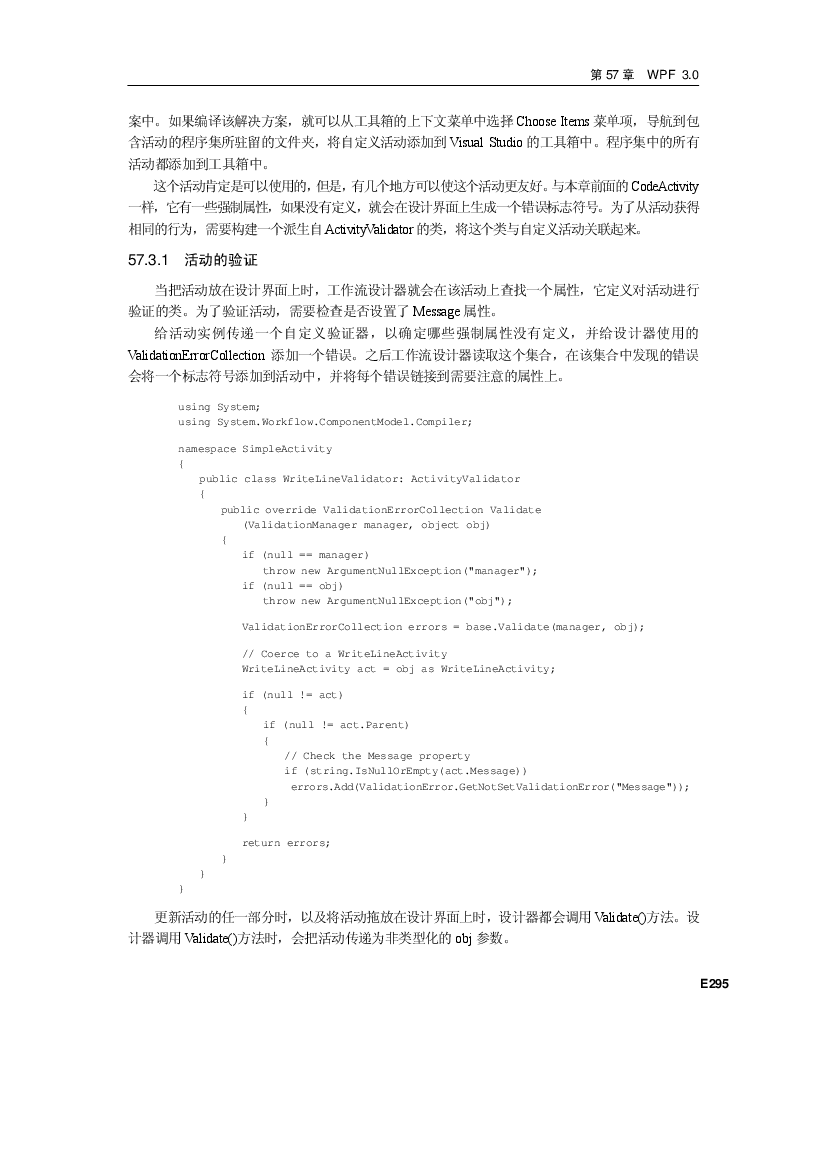 第 57 章 WPF 3.0
案中。如果编译该解决方案，就可以从工具箱的上下文菜单中选择 Choose Items 菜单项，导航到包
含活动的程序集所驻留的文件夹，将自定义活动添加到 Visual Studio 的工具箱中。程序集中的所有
活动都添加到工具箱中。
这个活动肯定是可以使用的，但是，有几个地方可以使这个活动更友好。与本章前面的 CodeActivity
一样，它有一些强制属性，如果没有定义，就会在设计界面上生成一个错误标志符号。为了从活动获得
相同的行为，需要构建一个派生自 ActivityValidator 的类，将这个类与自定义活动关联起来。
57.3.1 活动的验证
当把活动放在设计界面上时，工作流设计器就会在该活动上查找一个属性，它定义对活动进行
验证的类。为了验证活动，需要检查是否设置了 Message 属性。
给活动实例传递一个自定义验证器，以确定哪些强制属性没有定义，并给设计器使用的
ValidationErrorCollection 添加一个错误。之后工作流设计器读取这个集合，在该集合中发现的错误
会将一个标志符号添加到活动中，并将每个错误链接到需要注意的属性上。
using System;
using System.Workflow.ComponentModel.Compiler;
namespace SimpleActivity
{
public class WriteLineValidator: ActivityValidator
{
public override ValidationErrorCollection Validate
(ValidationManager manager, object obj)
{
if (null == manager)
throw new ArgumentNullException("manager");
if (null == obj)
throw new ArgumentNullException("obj");
ValidationErrorCollection errors = base.Validate(manager, obj);
// Coerce to a WriteLineActivity
WriteLineActivity act = obj as WriteLineActivity;
if (null != act)
{
if (null != act.Parent)
{
// Check the Message property
if (string.IsNullOrEmpty(act.Message))
errors.Add(ValidationError.GetNotSetValidationError("Message"));
}
}
return errors;
}
}
}
更新活动的任一部分时，以及将活动拖放在设计界面上时，设计器都会调用 Validate()方法。设
计器调用 Validate()方法时，会把活动传递为非类型化的 obj 参数。
E295